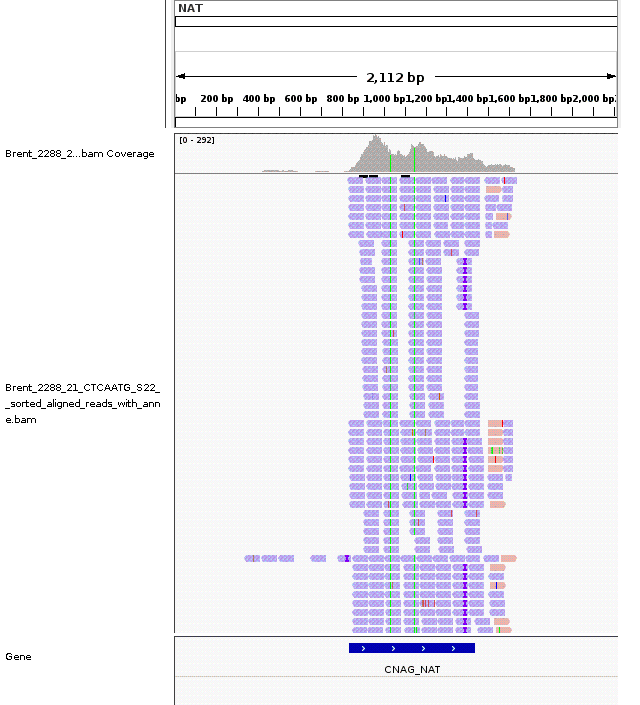 NAT
2,112 bp
bp 200 bp 400 bp 600 bp 800 bp 1,000 bp 1,200 bp 1,400 bp 1,600 bp 1,800 bp 2,000 bp
[0 - 292]
Brent_2288_2...bam Coverage
Brent_2288_21_CTCAATG_S22_
_sorted_aligned_reads_with_ann
e.bam
Gene
CNAG_NAT